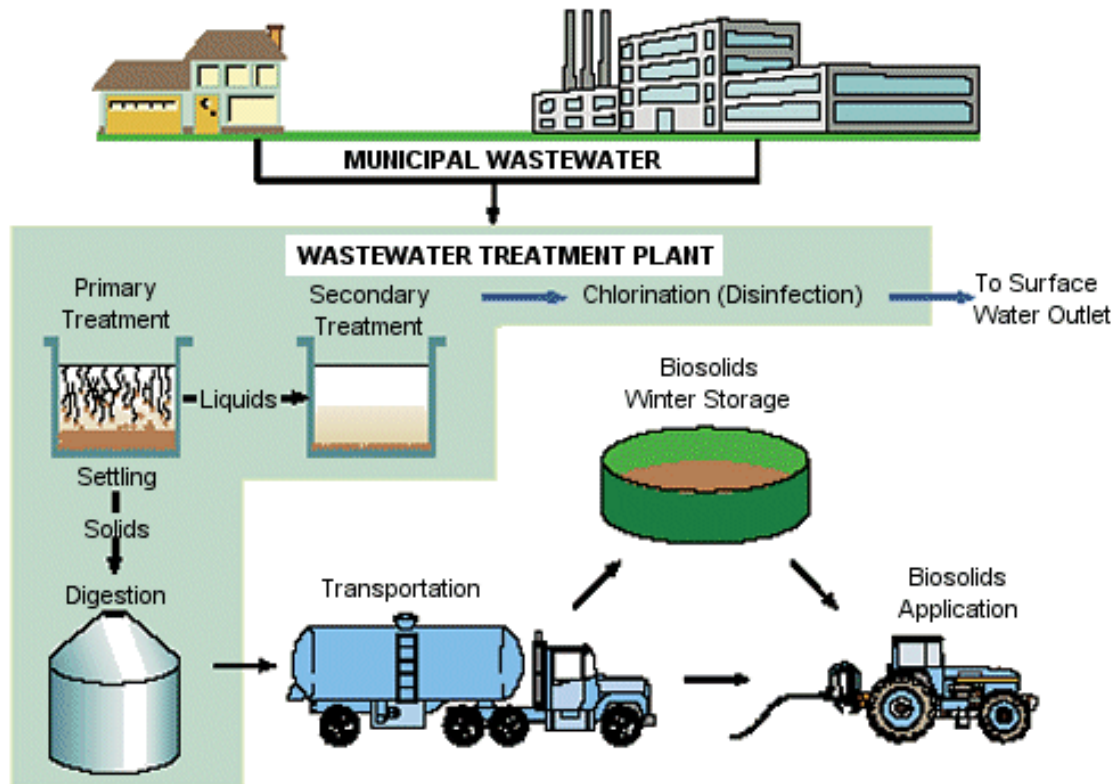 MUNICIPAL WASTEWATER
WASTEWATER TREATMENT PLANT
Primary
Treatment
Secondary
Treatment
Chlorination (Disinfection)
To Surface
Water Outlet
Liquids
Settling
Solids
Digestion
Transportation
Biosolids
Winter Storage
Biosolids
Application